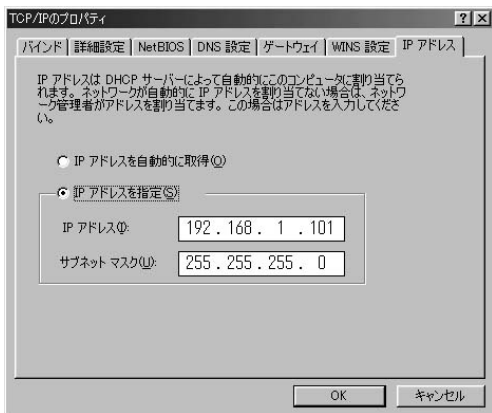 TCP/IPのプロパティ
バインド 詳細設定 NetBIOS DNS 設定 ゲートウェイ WINS 設定 IP アドレス
IP アドレスは DHCP サーバーによって自動的にこのコンピュータに割り当てら
れます。ネットワークが自動的に IP アドレスを割り当てない場合は、ネットワ
ーク管理者がアドレスを割り当てます。この場合はアドレスを入力してくださ
い。
IP アドレスを自動的に取得(O)
IP アドレスを指定(S)
IP アドレス(I): 192 . 168 . 1 . 101
サブネット マスク(U): 255 . 255 . 255 . 0
OK キャンセル